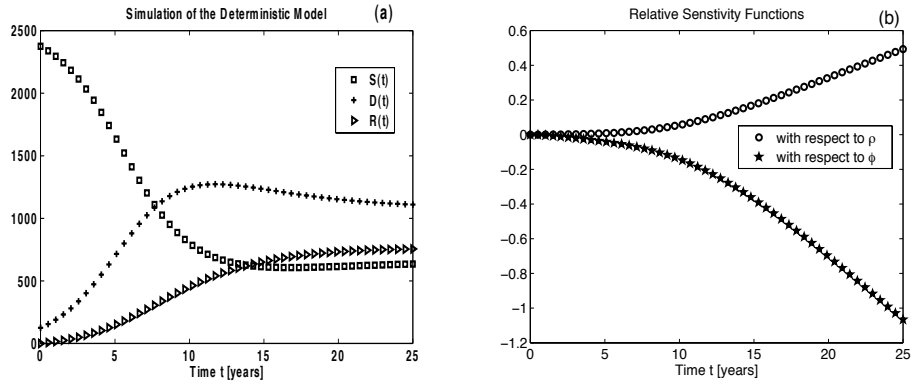 Simulation of the Deterministic Model
(a)
2500
2000
1500
1000
500
0
0
5
10
15
20
25
Time t [years]
S(t)
D(t)
R(t)
Relative Senstivity Functions
(b)
0.6
0.4
0.2
0
−0.2
−0.4
−0.6
−0.8
−1
−1.2
0
5
10
15
20
25
Time t [years]
with respect to ρ
with respect to ϕ